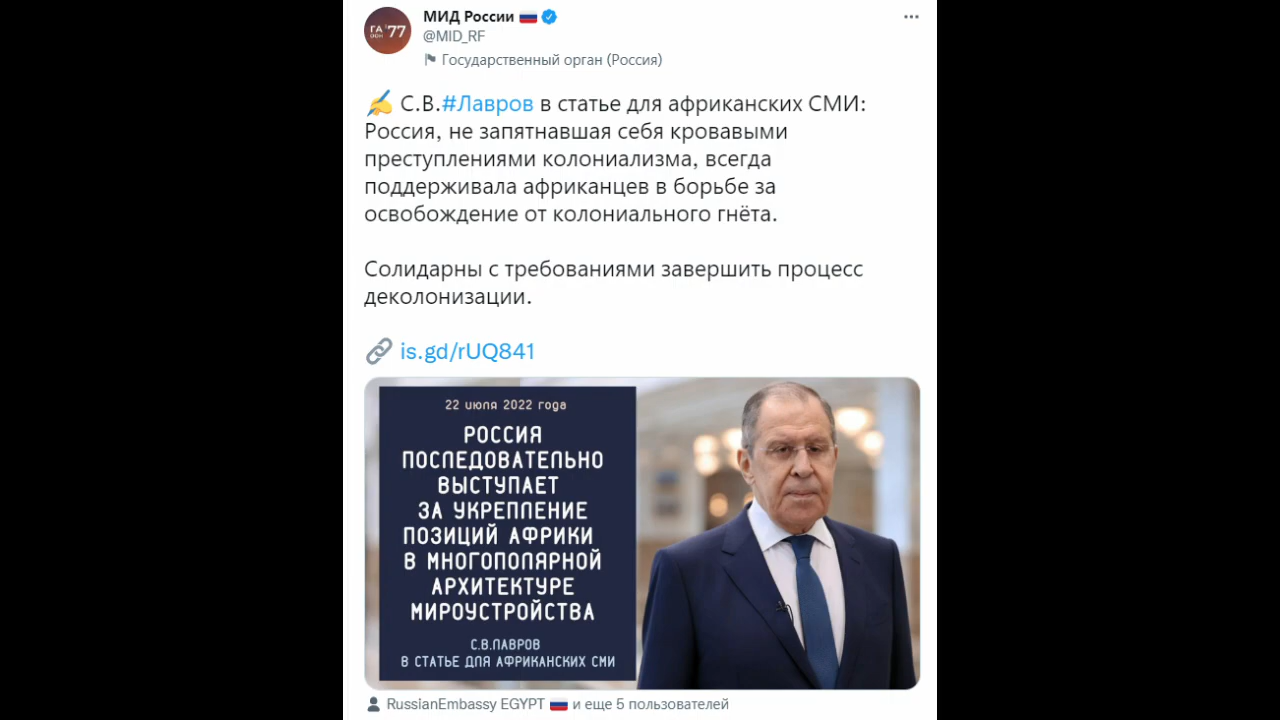 ГА '77
ООН
МИД России
@MID_RF
Государственный орган (Россия)
С.В.#Лавров в статье для африканских СМИ:
Россия, не запятнавшая себя кровавыми
преступлениями колониализма, всегда
поддерживала африканцев в борьбе за
освобождение от колониального гнёта.
Солидарны с требованиями завершить процесс
деколонизации.
is.gd/rUQ841
22 июля 2022 года
РОССИЯ
ПОСЛЕДОВАТЕЛЬНО
ВЫСТУПАЕТ
ЗА УКРЕПЛЕНИЕ
ПОЗИЦИЙ АФРИКИ
В МНОГОПОЛЯРНОЙ
АРХИТЕКТУРЕ
МИРОУСТРОЙСТВА
С.В.ЛАВРОВ
В СТАТЬЕ ДЛЯ АФРИКАНСКИХ СМИ
RussianEmbassy EGYPT и еще 5 пользователей